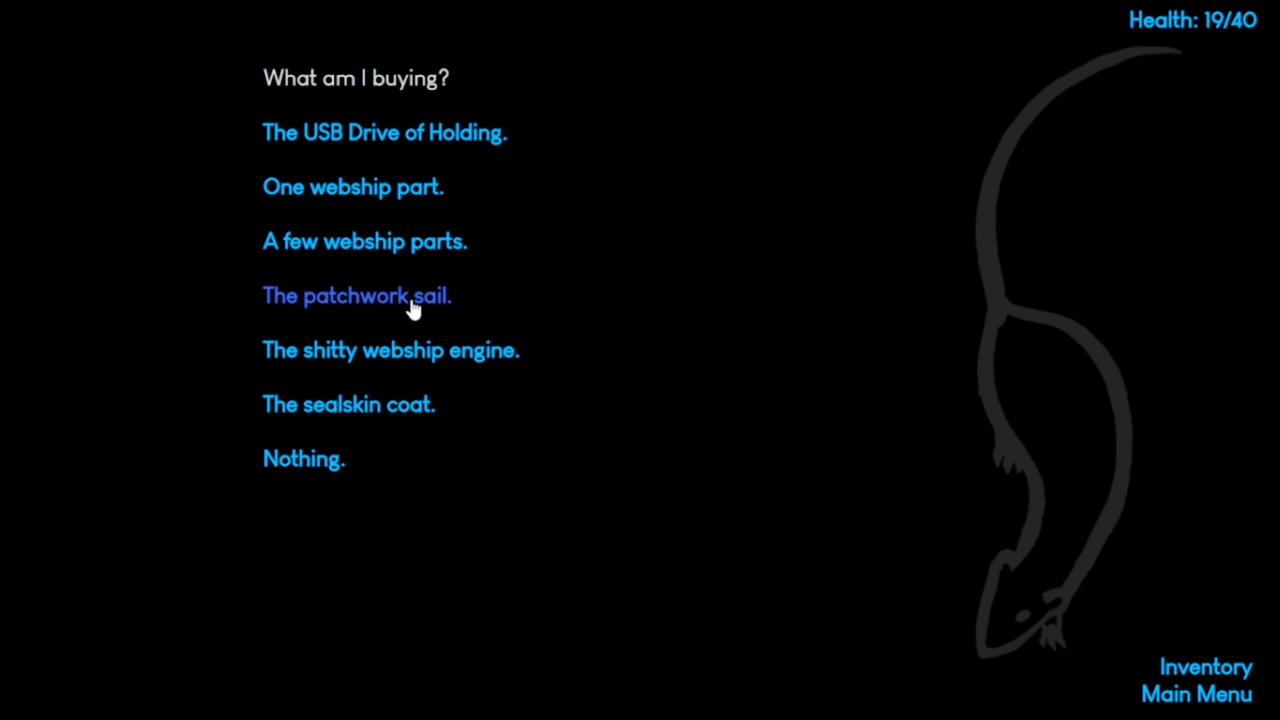 Health: 19/40
What am I buying?
The USB Drive of Holding.
One webship part.
A few webship parts.
The patchwork sail.
The shitty webship engine.
The sealskin coat.
Nothing.
Inventory
Main Menu